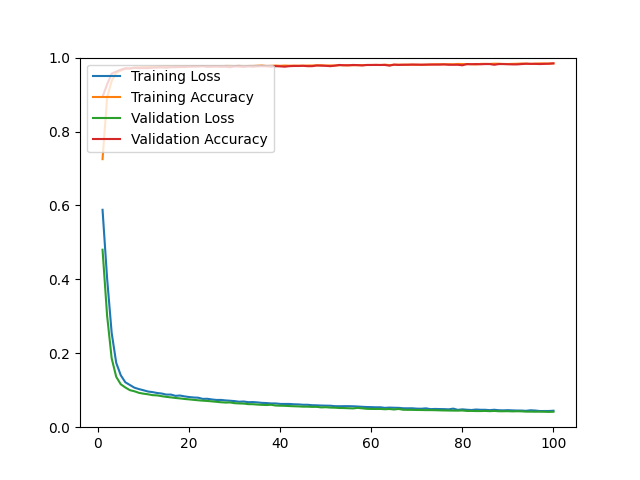 1.0
0.8
0.6
0.4
0.2
0.0
Training Loss
Training Accuracy
Validation Loss
Validation Accuracy
0 20 40 60 80 100